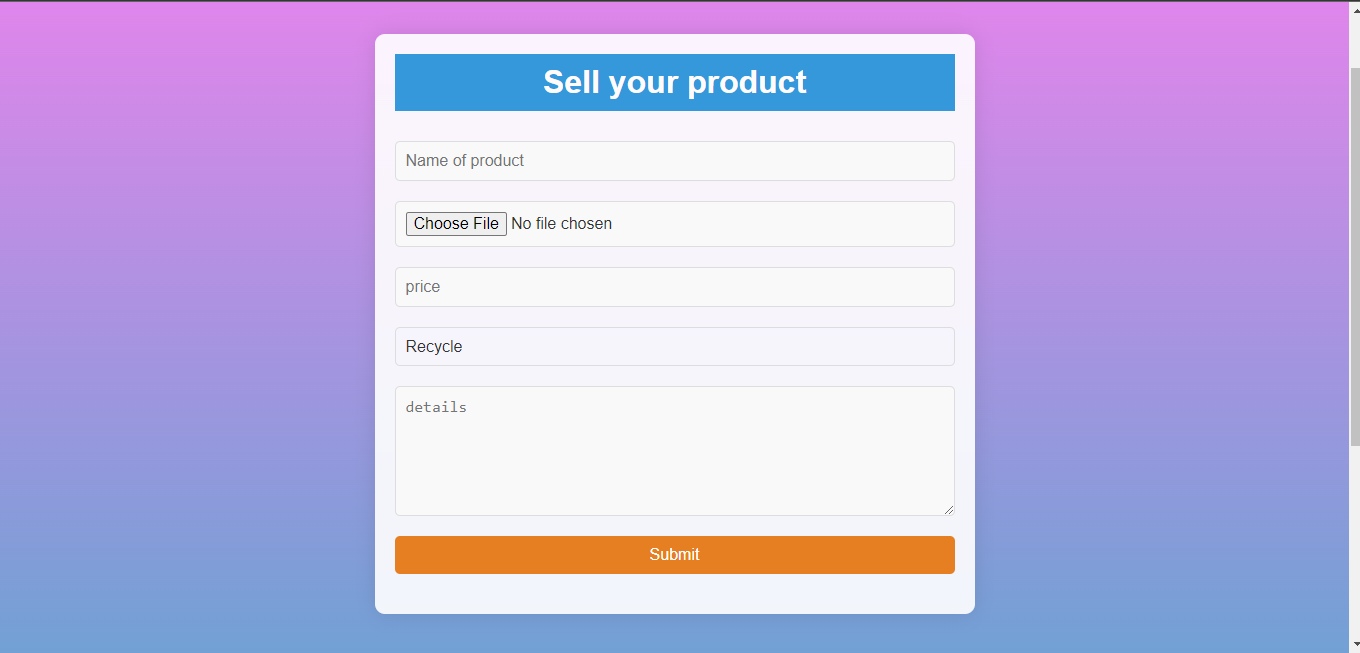 Sell your product
Name of product
Choose File No file chosen
price
Recycle
details
Submit